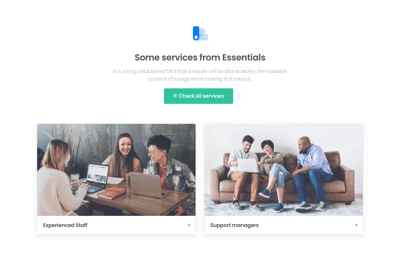 Some services from Essentials
It is a long established fact that a reader will be distracted by the readable
content of a page when looking at its layout.
Check all services
Experienced Staff
Support managers